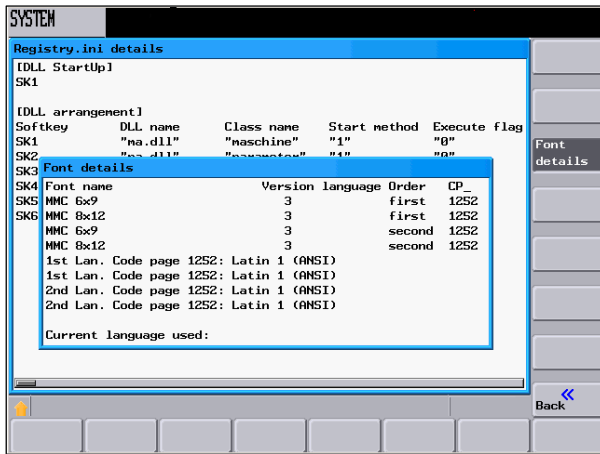 SYSTEM
Registry.ini details
[DLL StartUp]
SK1
[DLL arrangement]
Softkey DLL name Class name Start method Execute flag
SK1 "ma.dll" "maschine" "1" "0"
SK2
SK3
SK4
SK5
SK6
Font details
Font name Version language Order CP_
MMC 6x9 3 first 1252
MMC 8x12 3 first 1252
MMC 6x9 3 second 1252
MMC 8x12 3 second 1252
1st Lan. Code page 1252: Latin 1 (ANSI)
1st Lan. Code page 1252: Latin 1 (ANSI)
2nd Lan. Code page 1252: Latin 1 (ANSI)
2nd Lan. Code page 1252: Latin 1 (ANSI)
Current language used:
Font
details
Back